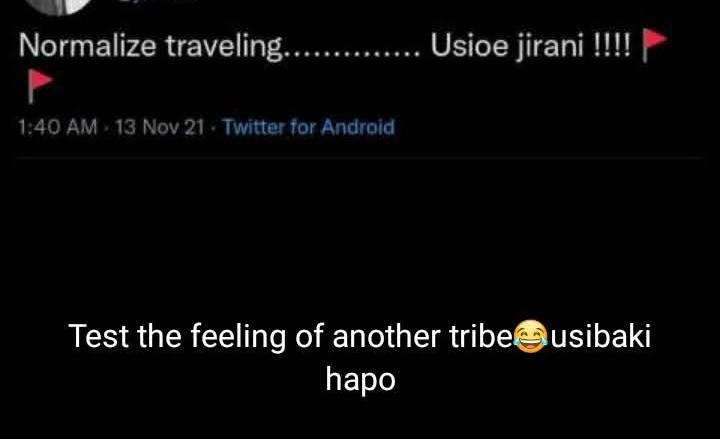 Normalize traveling.............. Usioe jirani !!!! 🚩
🚩
1:40 AM · 13 Nov 21 · Twitter for Android
Test the feeling of another tribe😂usibaki
hapo